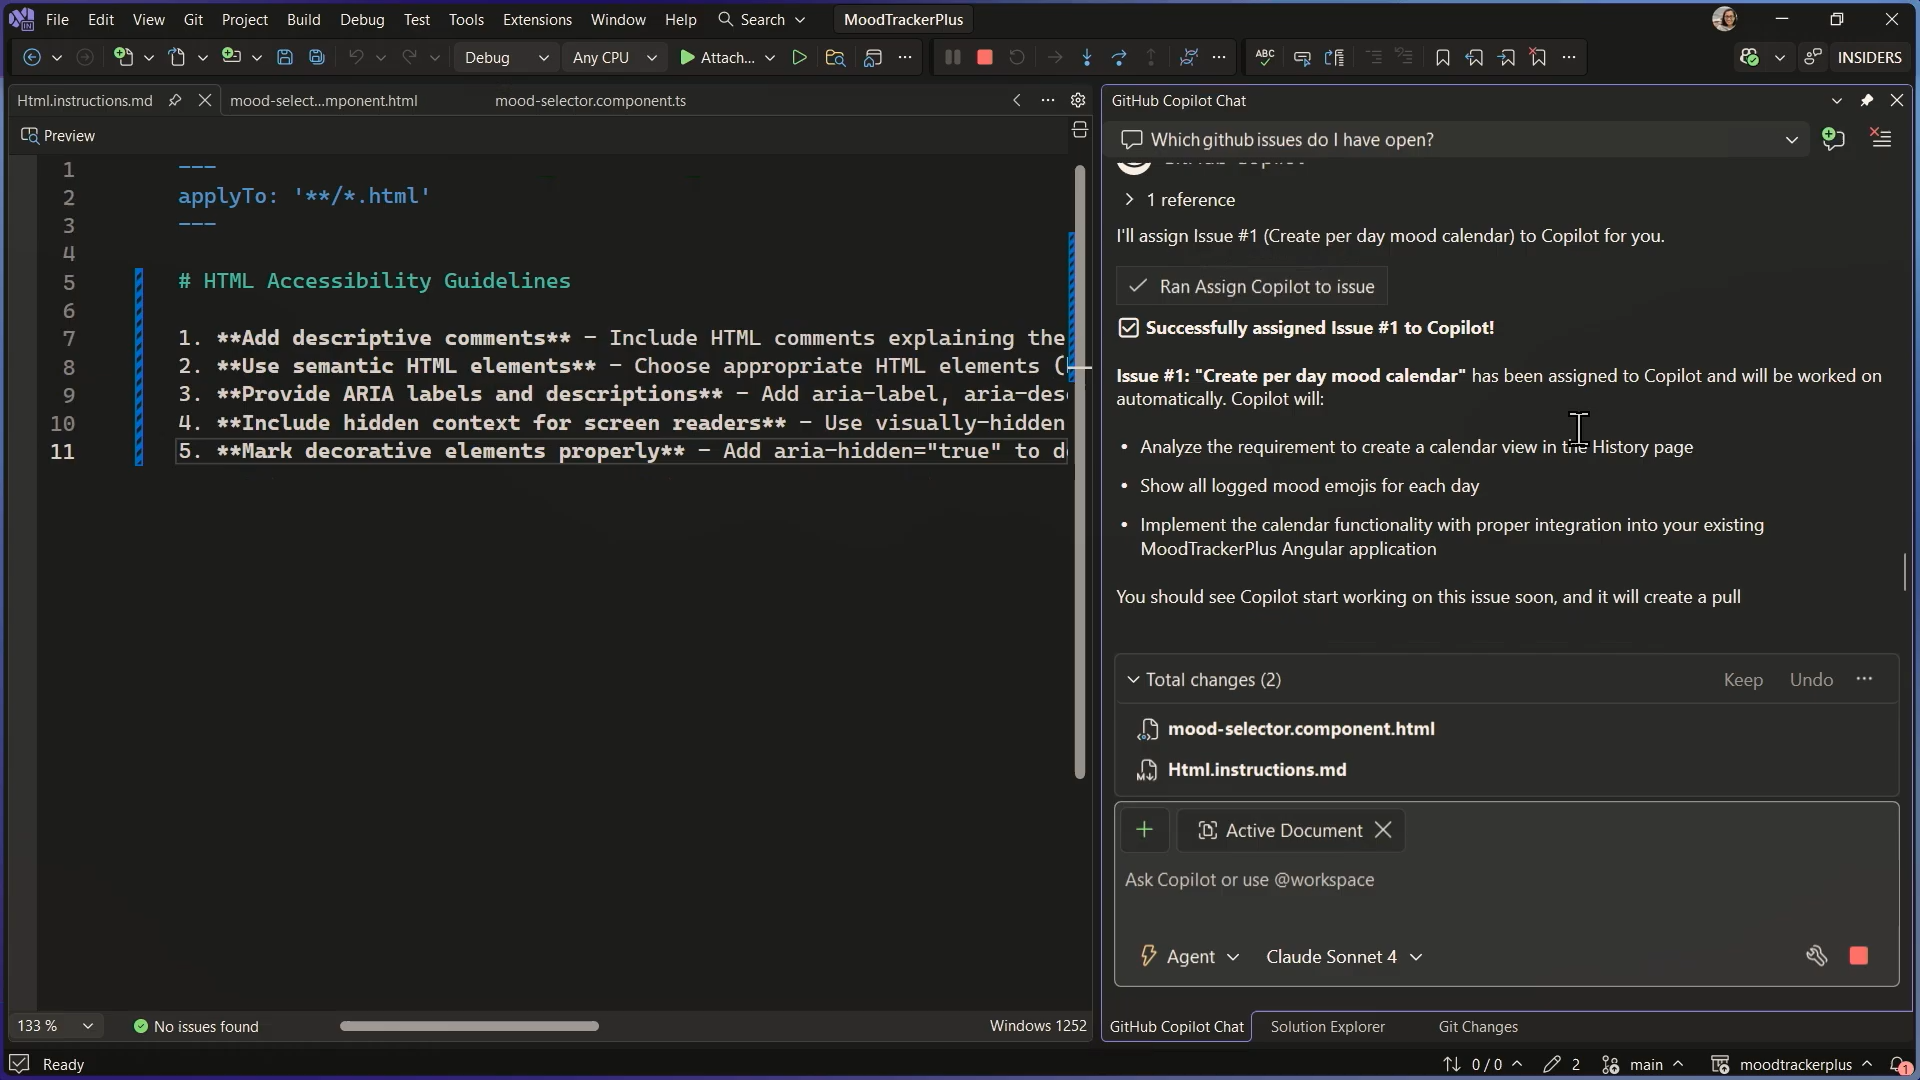 File Edit View Git Project Build Debug Test Tools Extensions Window Help Search MoodTrackerPlus
Debug Any CPU Attach... INSIDERS
Html.instructions.md mood-select...mponent.html mood-selector.component.ts
Preview
1 ---
2 applyTo: '**/*.html'
3 ---
4
5 # HTML Accessibility Guidelines
6
7 1. **Add descriptive comments** - Include HTML comments explaining the
8 2. **Use semantic HTML elements** - Choose appropriate HTML elements (
9 3. **Provide ARIA labels and descriptions** - Add aria-label, aria-des
10 4. **Include hidden context for screen readers** - Use visually-hidden
11 5. **Mark decorative elements properly** - Add aria-hidden="true" to d
133 % No issues found Windows 1252
GitHub Copilot Chat
Which github issues do I have open?
GitHub Copilot
1 reference
I'll assign Issue #1 (Create per day mood calendar) to Copilot for you.
Ran Assign Copilot to issue
Successfully assigned Issue #1 to Copilot!
Issue #1: "Create per day mood calendar" has been assigned to Copilot and will be worked on
automatically. Copilot will:
• Analyze the requirement to create a calendar view in the History page
• Show all logged mood emojis for each day
• Implement the calendar functionality with proper integration into your existing
MoodTrackerPlus Angular application
You should see Copilot start working on this issue soon, and it will create a pull
Total changes (2) Keep Undo
mood-selector.component.html
Html.instructions.md
Active Document
Ask Copilot or use @workspace
Agent Claude Sonnet 4
GitHub Copilot Chat Solution Explorer Git Changes
Ready 0 / 0 2 main moodtrackerplus 1